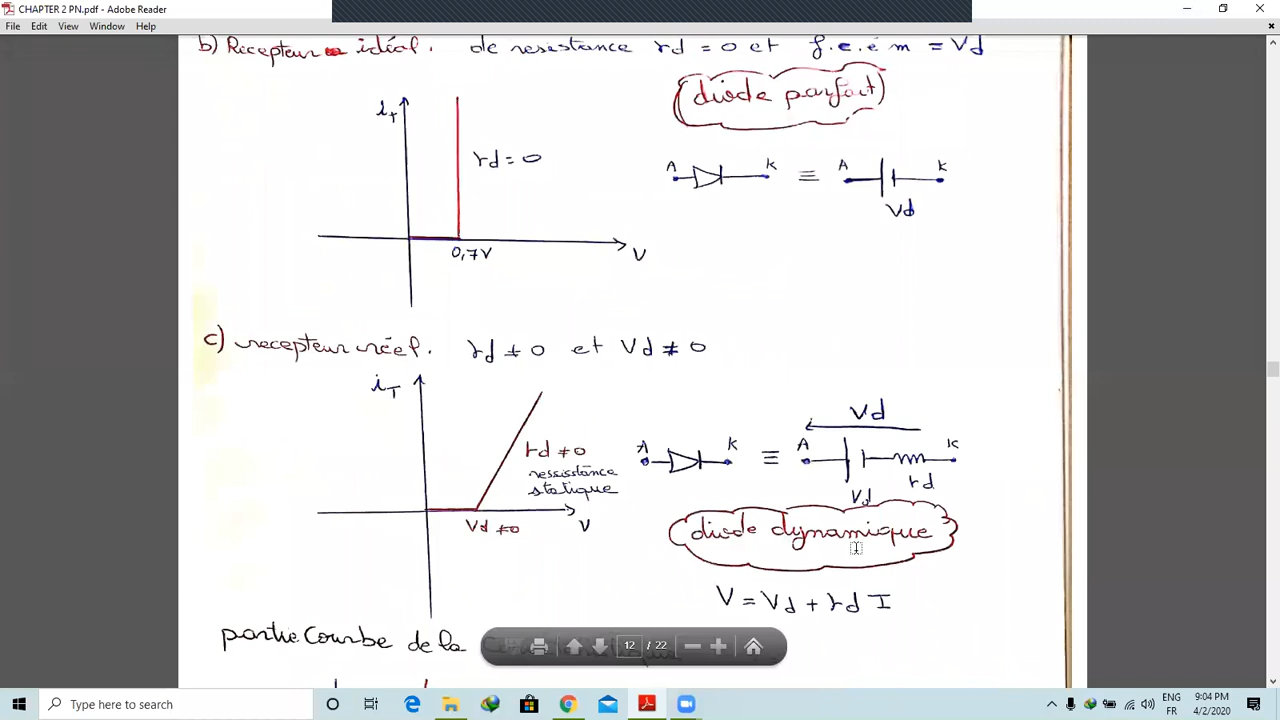 CHAPTER 2 PN.pdf - Adobe Reader
File Edit View Window Help
b) Récepteur idéal. de resistance rd = 0 et f.c.é m = Vd
diode parfait
iT
rd = 0
A K ≡ A K
Vd
0,7V
V
c) recepteur réel. rd ≠ 0 et Vd ≠ 0
iT
Vd
rd ≠ 0
A K ≡ A K
ressistance
statique
rd
Vd
Vd ≠ 0
V
diode dynamique
V = Vd + rd I
partie Courbe de la
12 / 22
Type here to search
ENG
FR
9:04 PM
4/2/2020